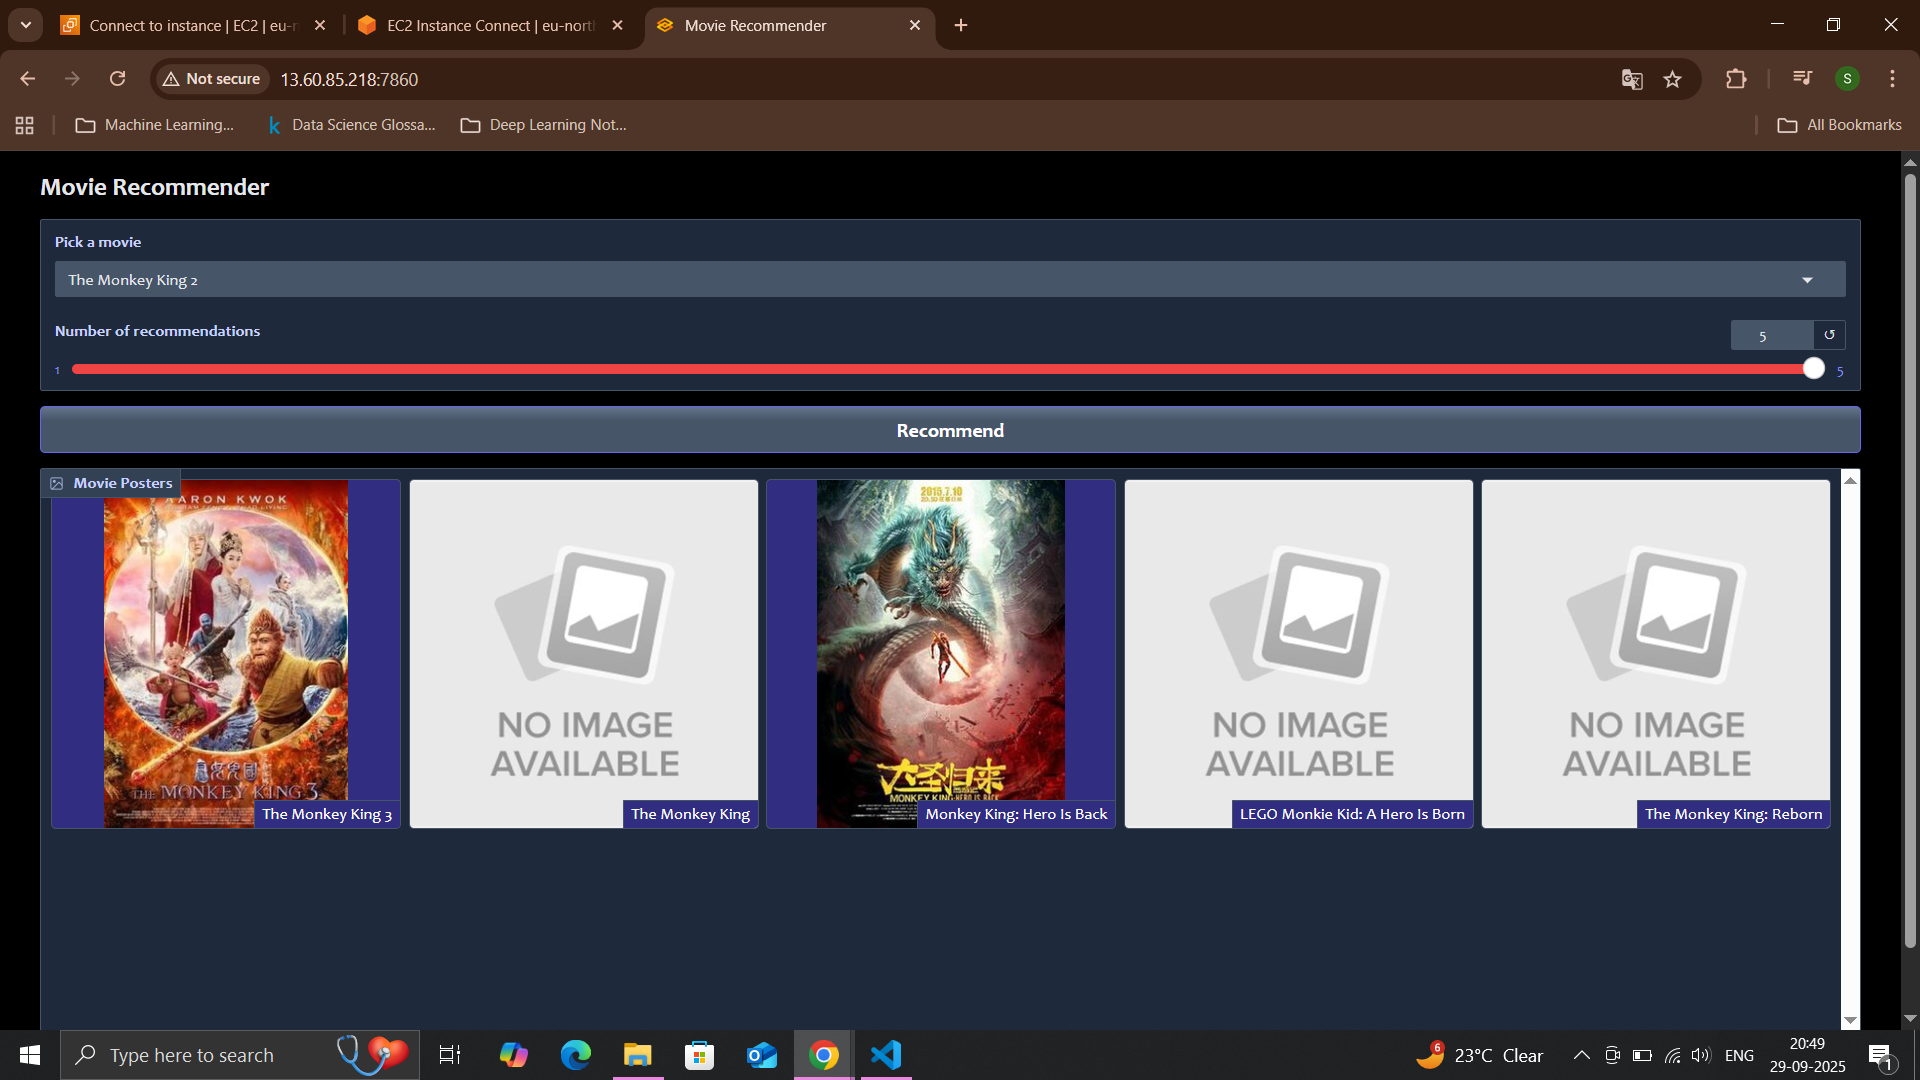 Connect to instance | EC2 | eu-n
EC2 Instance Connect | eu-nort
Movie Recommender
Not secure
13.60.85.218:7860
S
Machine Learning...
Data Science Glossa...
Deep Learning Not...
All Bookmarks
Movie Recommender
Pick a movie
The Monkey King 2
Number of recommendations
5
1
5
Recommend
Movie Posters
AARON KWOK
THE MONKEY KING 3
The Monkey King 3
NO IMAGE
AVAILABLE
The Monkey King
2015.7.10
大圣归来
MONKEY KING: HERO IS BACK
Monkey King: Hero Is Back
NO IMAGE
AVAILABLE
LEGO Monkie Kid: A Hero Is Born
NO IMAGE
AVAILABLE
The Monkey King: Reborn
Type here to search
6
23°C Clear
ENG
20:49
29-09-2025
1